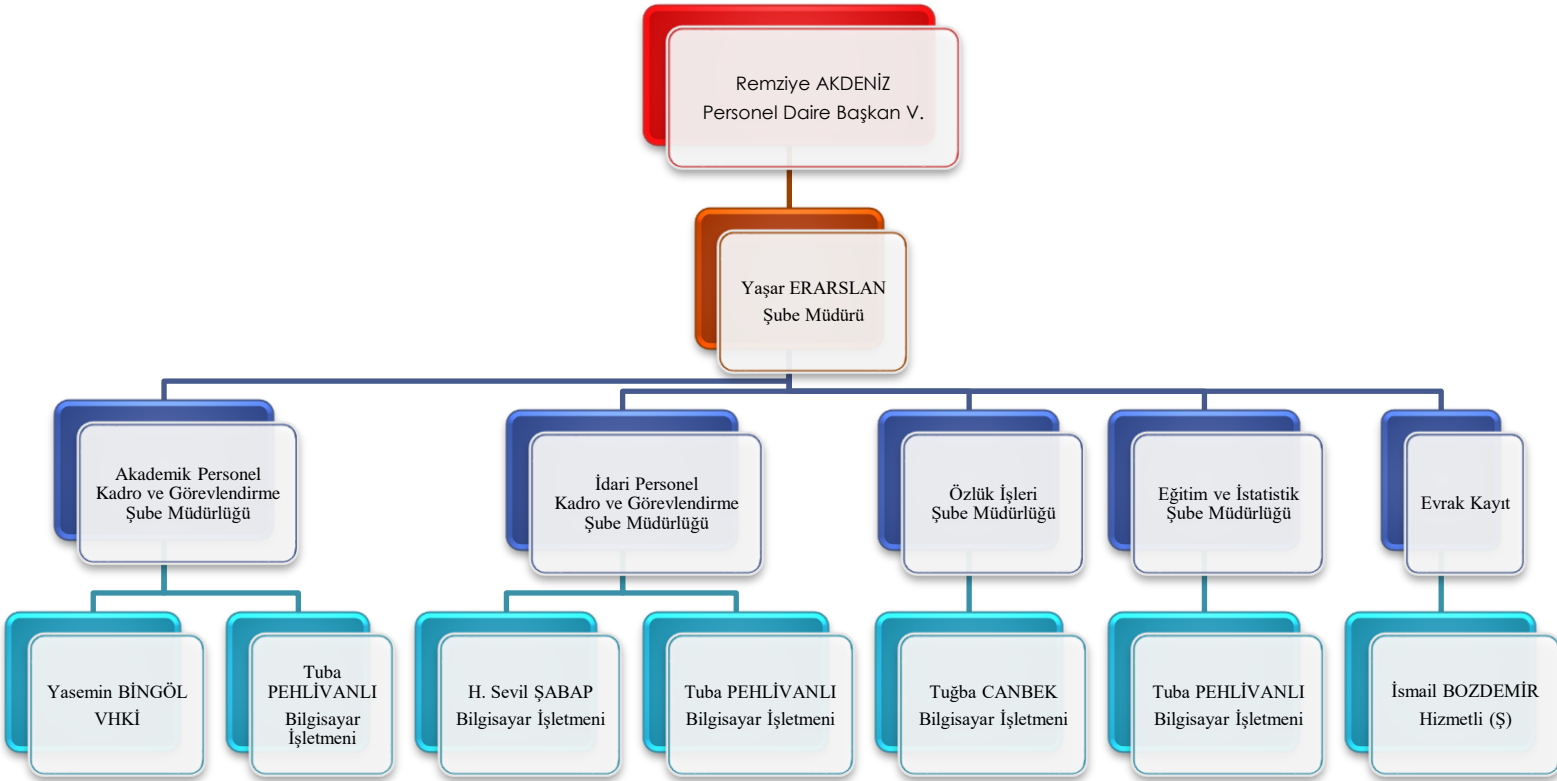 Remziye AKDENİZ
Personel Daire Başkan V.
Yaşar ERARSLAN
Şube Müdürü
Akademik Personel
Kadro ve Görevlendirme
Şube Müdürlüğü
İdari Personel
Kadro ve Görevlendirme
Şube Müdürlüğü
Özlük İşleri
Şube Müdürlüğü
Eğitim ve İstatistik
Şube Müdürlüğü
Evrak Kayıt
Yasemin BİNGÖL
VHKİ
Tuba
PEHLİVANLI
Bilgisayar
İşletmeni
H. Sevil ŞABAP
Bilgisayar İşletmeni
Tuba PEHLİVANLI
Bilgisayar İşletmeni
Tuğba CANBEK
Bilgisayar İşletmeni
Tuba PEHLİVANLI
Bilgisayar İşletmeni
İsmail BOZDEMİR
Hizmetli (Ş)